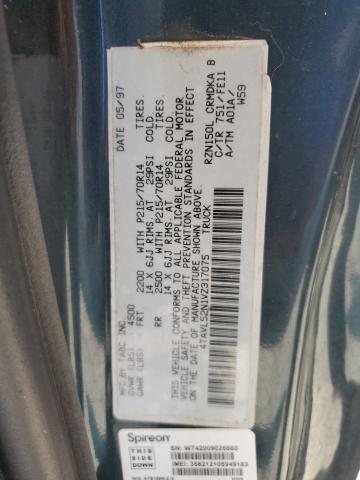 MFD BY TABC INC. DATE 05/97
GVWR (LBS) 4500
GAWR (LBS) FRT. 2200 WITH P215/70R14 TIRES
14 X 6JJ RIMS, AT 29PSI COLD
RR 2500 WITH P215/70R14 TIRES
14 X 6JJ RIMS, AT 29PSI COLD
THIS VEHICLE CONFORMS TO ALL APPLICABLE FEDERAL MOTOR
VEHICLE SAFETY AND THEFT PREVENTION STANDARDS IN EFFECT
ON THE DATE OF MANUFACTURE SHOWN ABOVE.
4TAVL52N1VZ317075 TRUCK
RZN150L CRMDKA B
C/TR 751/FE11
A/TM A01A/
W59
Spireon
THIS
SIDE
DOWN
S/N: WT42009025660
IMEI: 358212105949183